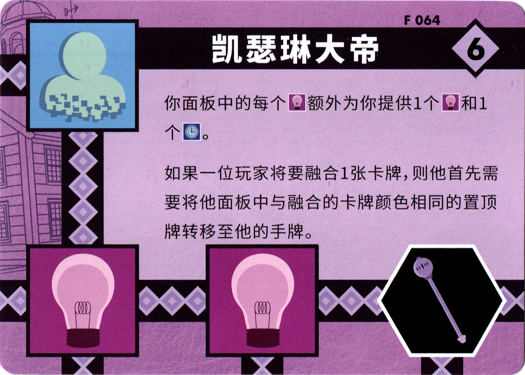 F 064
凯瑟琳大帝
6
你面板中的每个额外为你提供1个和1
个。
如果一位玩家将要融合1张卡牌，则他首先需
要将他面板中与融合的卡牌颜色相同的置顶
牌转移至他的手牌。